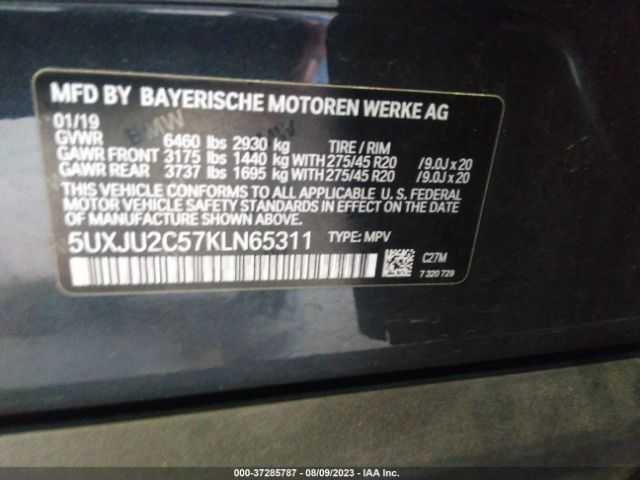 MFD BY BAYERISCHE MOTOREN WERKE AG
01/19
GVWR 6460 lbs 2930 kg TIRE / RIM
GAWR FRONT 3175 lbs 1440 kg WITH 275/45 R20 /9.0J x 20
GAWR REAR 3737 lbs 1695 kg WITH 275/45 R20 /9.0J x 20
THIS VEHICLE CONFORMS TO ALL APPLICABLE U. S. FEDERAL
MOTOR VEHICLE SAFETY STANDARDS IN EFFECT ON THE
DATE OF MANUFACTURE SHOWN ABOVE.
5UXJU2C57KLN65311 TYPE: MPV
C27M
7 320 729
000-37285787 - 08/09/2023 - IAA Inc.